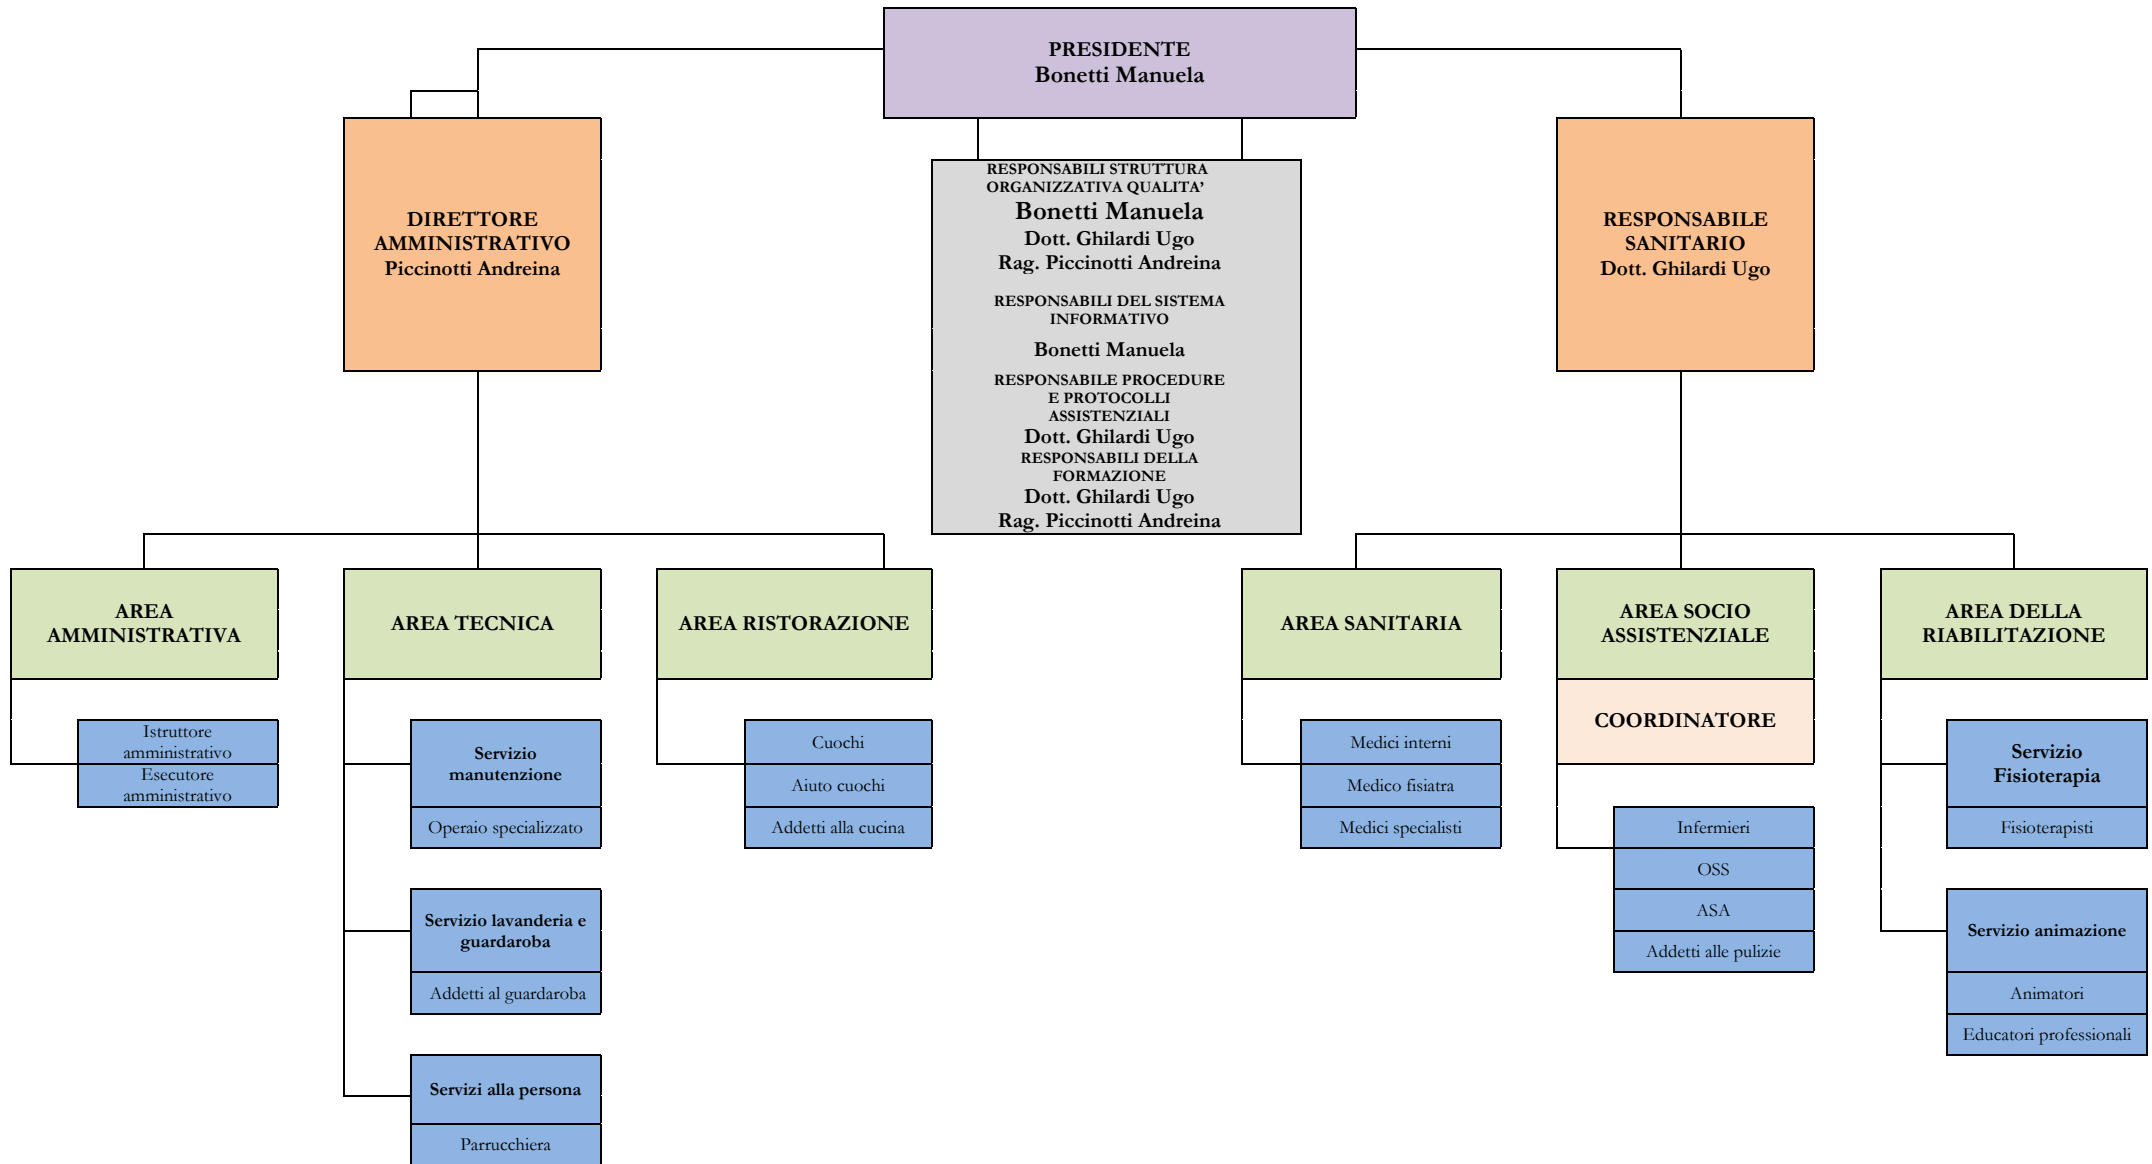 PRESIDENTE
Bonetti Manuela
DIRETTORE
AMMINISTRATIVO
Piccinotti Andreina
RESPONSABILI STRUTTURA
ORGANIZZATIVA QUALITA’
Bonetti Manuela
Dott. Ghilardi Ugo
Rag. Piccinotti Andreina
RESPONSABILI DEL SISTEMA
INFORMATIVO
Bonetti Manuela
RESPONSABILE PROCEDURE
E PROTOCOLLI
ASSISTENZIALI
Dott. Ghilardi Ugo
RESPONSABILI DELLA
FORMAZIONE
Dott. Ghilardi Ugo
Rag. Piccinotti Andreina
RESPONSABILE
SANITARIO
Dott. Ghilardi Ugo
AREA
AMMINISTRATIVA
Istruttore
amministrativo
Esecutore
amministrativo
AREA TECNICA
Servizio
manutenzione
Operaio specializzato
Servizio lavanderia e
guardaroba
Addetti al guardaroba
Servizi alla persona
Parrucchiera
AREA RISTORAZIONE
Cuochi
Aiuto cuochi
Addetti alla cucina
AREA SANITARIA
Medici interni
Medico fisiatra
Medici specialisti
AREA SOCIO
ASSISTENZIALE
COORDINATORE
Infermieri
OSS
ASA
Addetti alle pulizie
AREA DELLA
RIABILITAZIONE
Servizio
Fisioterapia
Fisioterapisti
Servizio animazione
Animatori
Educatori professionali